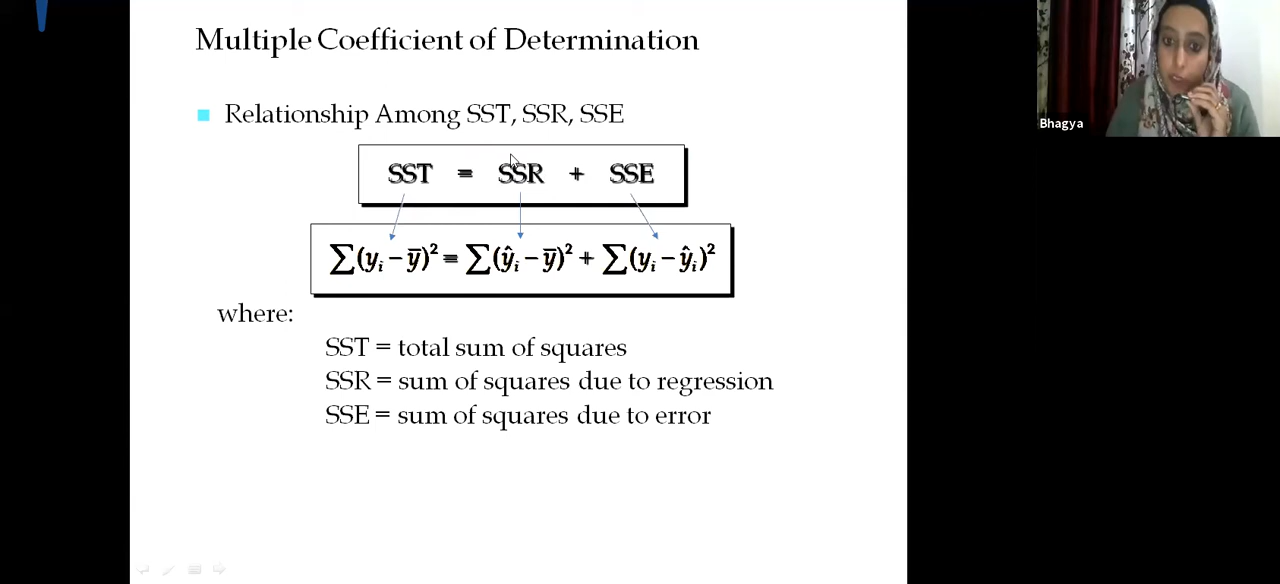 Multiple Coefficient of Determination
Relationship Among SST, SSR, SSE
SST = SSR + SSE
∑(yᵢ − ȳ)² = ∑(ŷᵢ − ȳ)² + ∑(yᵢ − ŷᵢ)²
where:
SST = total sum of squares
SSR = sum of squares due to regression
SSE = sum of squares due to error
Bhagya